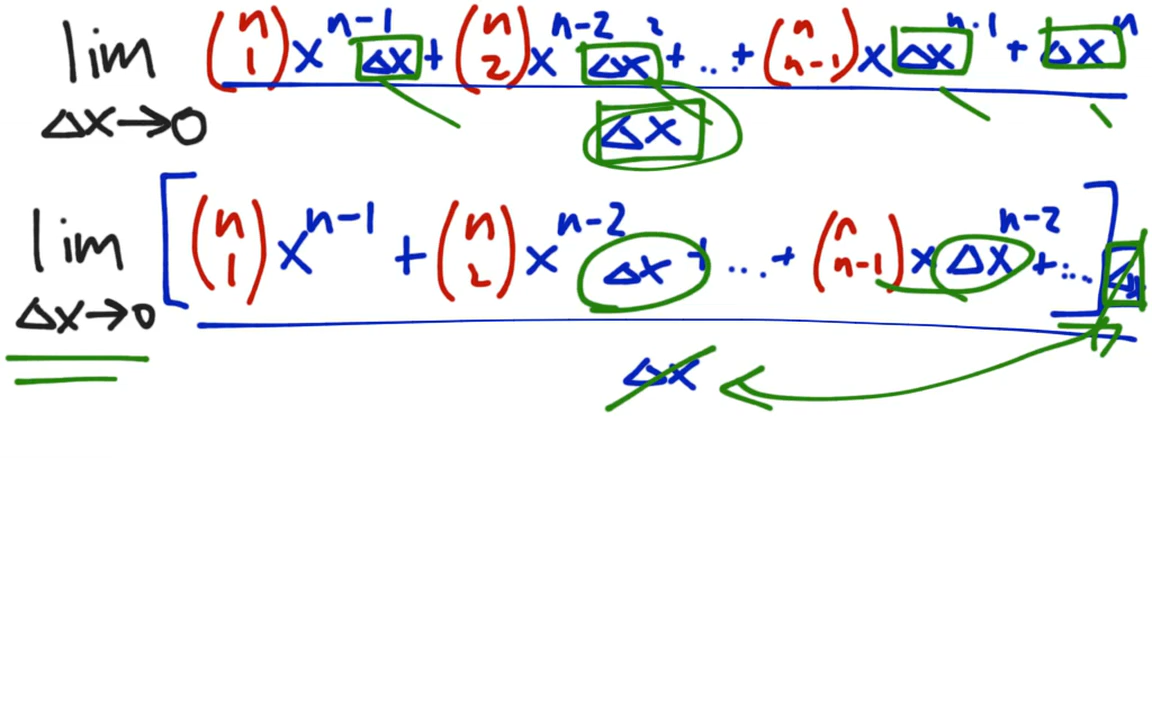 lim Δx→0 (n 1) x^(n-1) Δx + (n 2) x^(n-2) Δx^2 + .. + (n n-1) x Δx^(n-1) + Δx^n
Δx
lim Δx→0 [(n 1) x^(n-1) + (n 2) x^(n-2) Δx + ... + (n n-1) x Δx^(n-2) + ...]
Δx